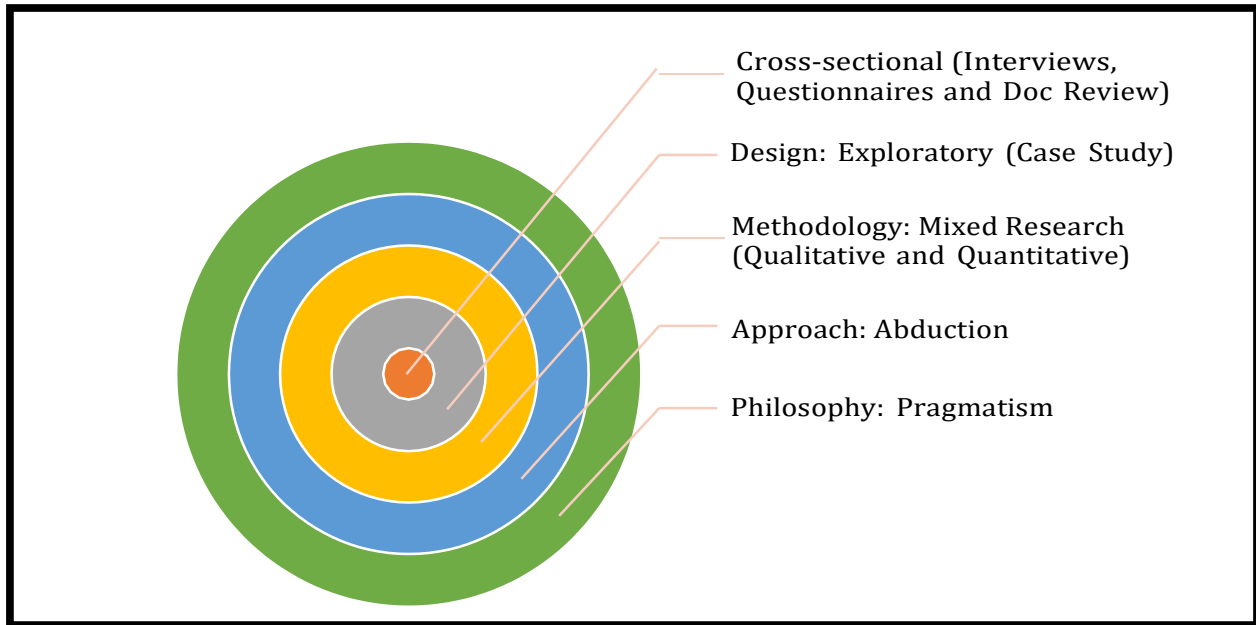 Cross-sectional (Interviews,
Questionnaires and Doc Review)
Design: Exploratory (Case Study)
Methodology: Mixed Research
(Qualitative and Quantitative)
Approach: Abduction
Philosophy: Pragmatism